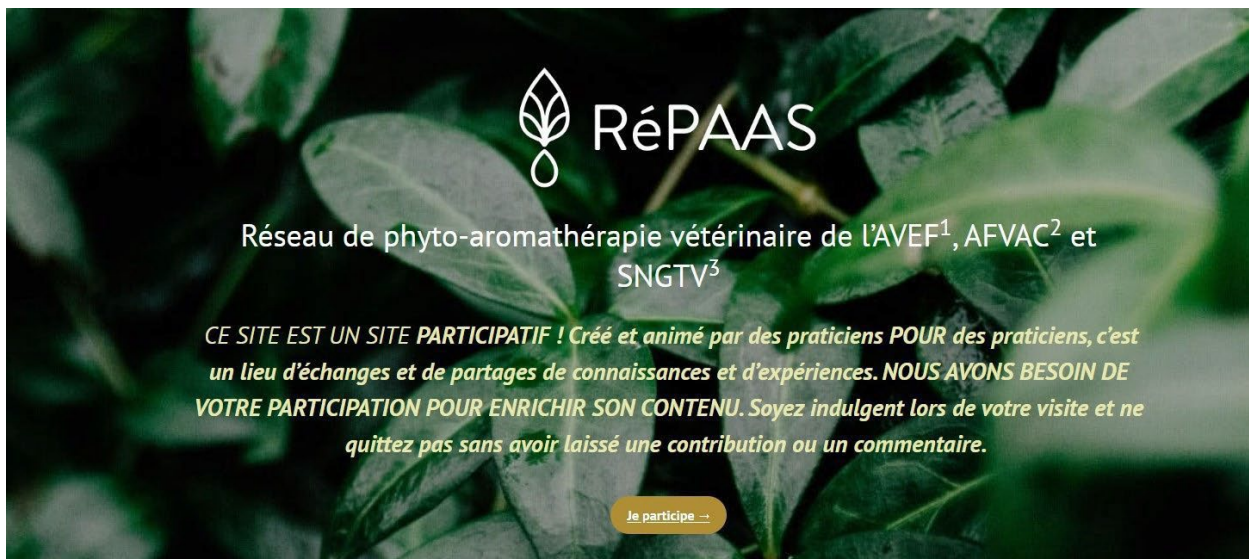 RéPAAS
Réseau de phyto-aromathérapie vétérinaire de l'AVEF¹, AFVAC² et
SNGTV³
CE SITE EST UN SITE PARTICIPATIF ! Créé et animé par des praticiens POUR des praticiens, c'est
un lieu d'échanges et de partages de connaissances et d'expériences. NOUS AVONS BESOIN DE
VOTRE PARTICIPATION POUR ENRICHIR SON CONTENU. Soyez indulgent lors de votre visite et ne
quittez pas sans avoir laissé une contribution ou un commentaire.
Je participe →